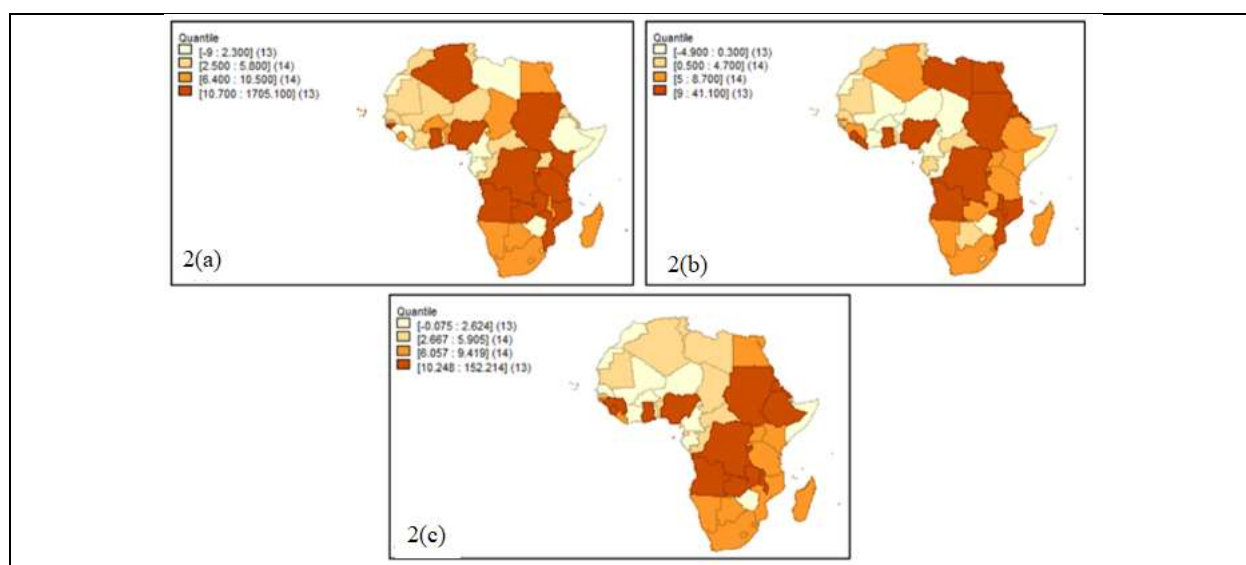 Quantile
[-9 : 2.300] (13)
[2.500 : 5.800] (14)
[6.400 : 10.500] (14)
[10.700 : 1705.100] (13)
2(a)
Quantile
[-4.900 : 0.300] (13)
[0.500 : 4.700] (14)
[5 : 8.700] (14)
[9 : 41.100] (13)
2(b)
Quantile
[-0.075 : 2.624] (13)
[2.667 : 5.905] (14)
[6.057 : 9.419] (14)
[10.248 : 152.214] (13)
2(c)